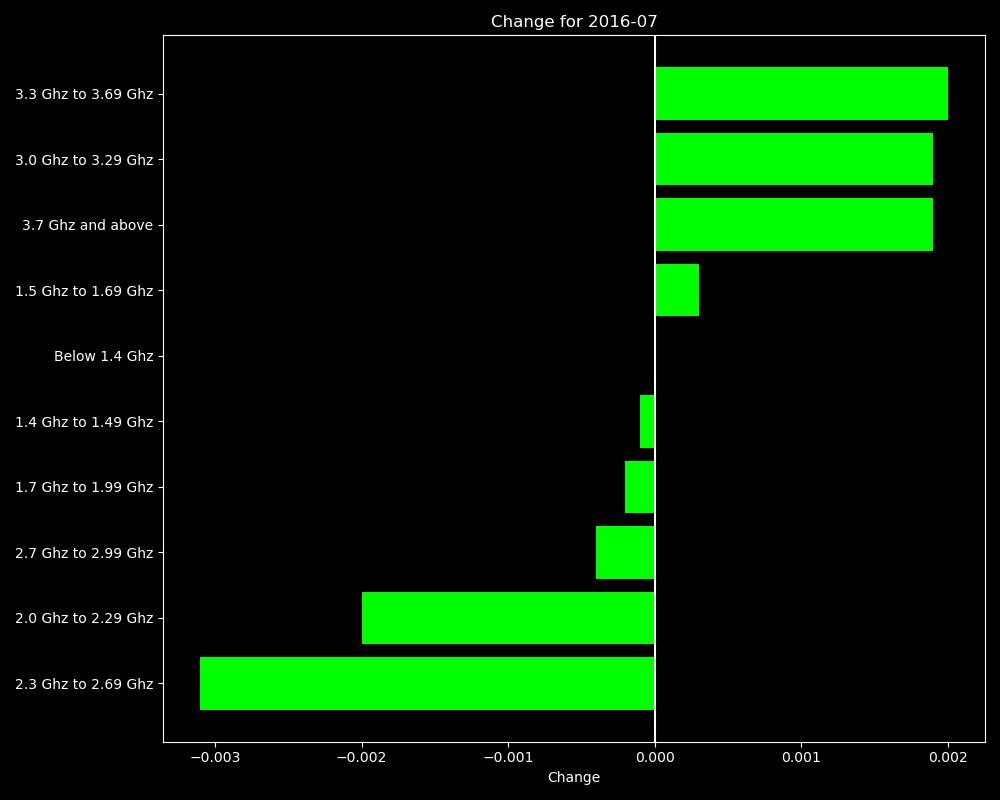 Change for 2016-07
3.3 Ghz to 3.69 Ghz
3.0 Ghz to 3.29 Ghz
3.7 Ghz and above
1.5 Ghz to 1.69 Ghz
Below 1.4 Ghz
1.4 Ghz to 1.49 Ghz
1.7 Ghz to 1.99 Ghz
2.7 Ghz to 2.99 Ghz
2.0 Ghz to 2.29 Ghz
2.3 Ghz to 2.69 Ghz
−0.003 −0.002 −0.001 0.000 0.001 0.002
Change